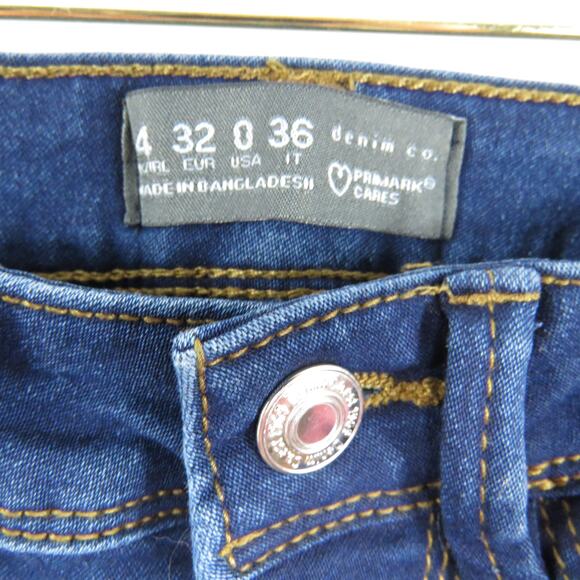 4 32 0 36 denim co.
K/IRL EUR USA IT
MADE IN BANGLADESH PRIMARK® CARES